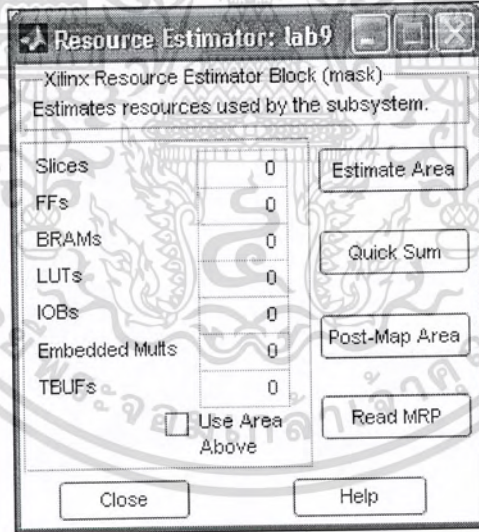 Resource Estimator: lab9
Xilinx Resource Estimator Block (mask)
Estimates resources used by the subsystem.
Slices 0
FFs 0
BRAMs 0
LUTs 0
IOBs 0
Embedded Mults 0
TBUFs 0
Use Area
Above
Estimate Area
Quick Sum
Post-Map Area
Read MRP
Close
Help